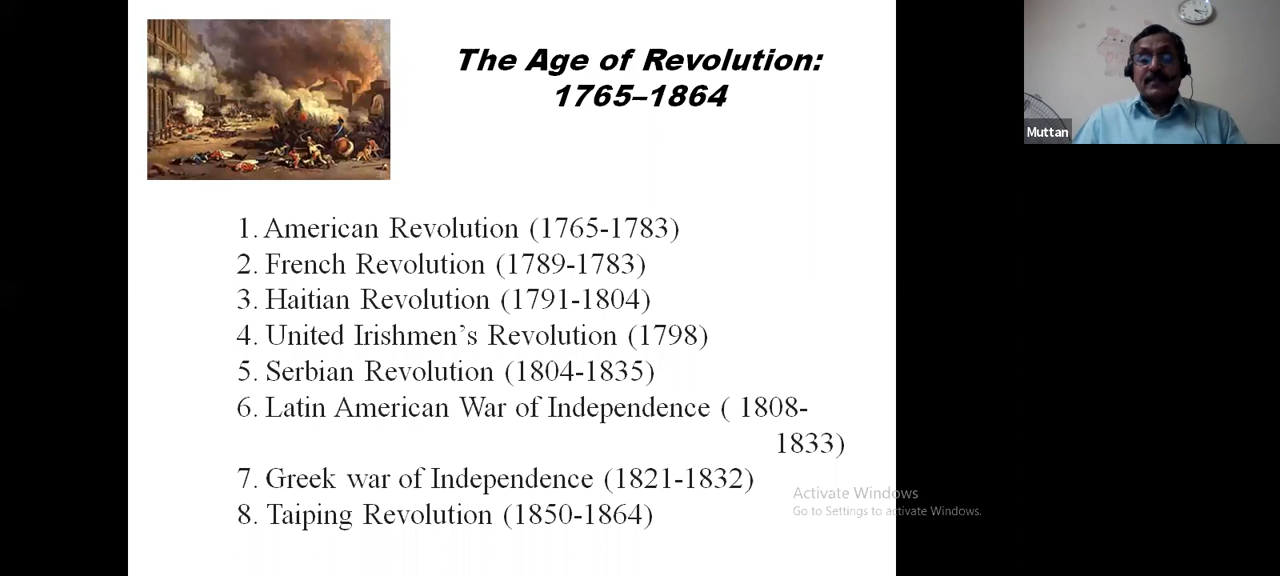 The Age of Revolution:
1765–1864
Muttan
1. American Revolution (1765-1783)
2. French Revolution (1789-1783)
3. Haitian Revolution (1791-1804)
4. United Irishmen’s Revolution (1798)
5. Serbian Revolution (1804-1835)
6. Latin American War of Independence ( 1808-
1833)
7. Greek war of Independence (1821-1832)
8. Taiping Revolution (1850-1864)
Activate Windows
Go to Settings to activate Windows.